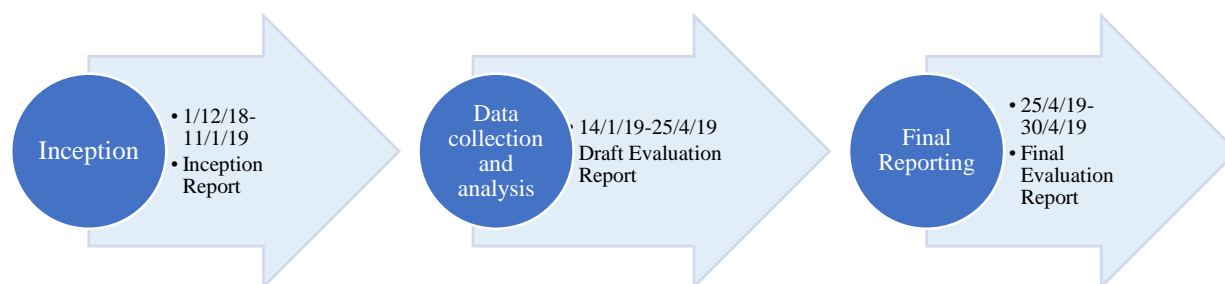 Inception
• 1/12/18-
11/1/19
• Inception
Report
Data
collection
and
analysis
• 14/1/19-25/4/19
Draft Evaluation
Report
Final
Reporting
• 25/4/19-
30/4/19
• Final
Evaluation
Report